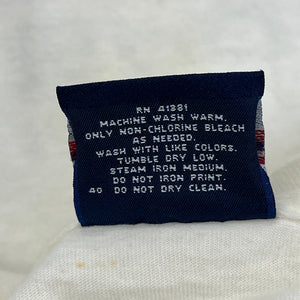 RN 41381
MACHINE WASH WARM,
ONLY NON-CHLORINE BLEACH
AS NEEDED.
WASH WITH LIKE COLORS.
TUMBLE DRY LOW.
STEAM IRON MEDIUM.
DO NOT IRON PRINT.
40 DO NOT DRY CLEAN.